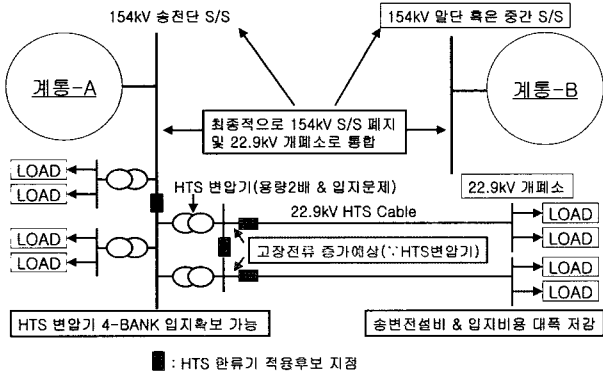 154kV 송전단 S/S
154kV 말단 혹은 중간 S/S
계통-A
계통-B
최종적으로 154kV S/S 폐지
및 22.9kV 개폐소로 통합
LOAD
LOAD
HTS 변압기(용량2배 & 입지문제)
22.9kV 개폐소
22.9kV HTS Cable
LOAD
LOAD
LOAD
LOAD
고장전류 증가예상(∵HTS변압기)
LOAD
LOAD
HTS 변압기 4-BANK 입지확보 가능
송변전설비 & 입지비용 대폭 저감
: HTS 한류기 적용후보 지점